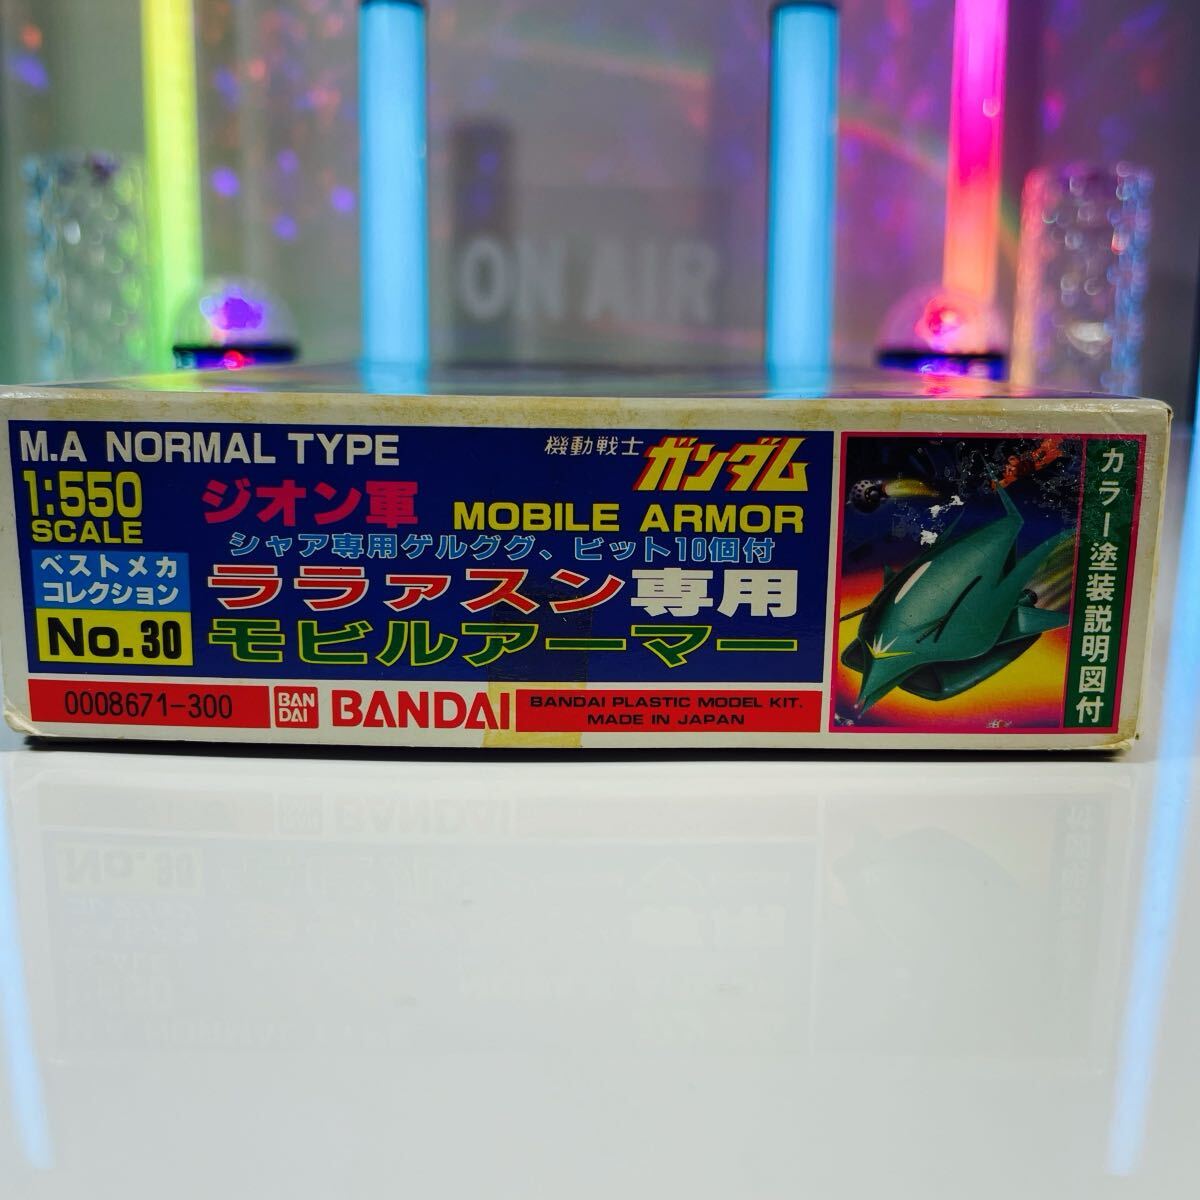 ON AIR
M.A NORMAL TYPE
機動戦士 ガンダム
1:550
SCALE
ジオン軍
MOBILE ARMOR
シャア専用ゲルググ、ビット10個付
ベストメカ
コレクション
No.30
ララァスン専用
モビルアーマー
0008671-300
BAN
DAI
BANDAI
BANDAI PLASTIC MODEL KIT.
MADE IN JAPAN
カラー塗装説明図付